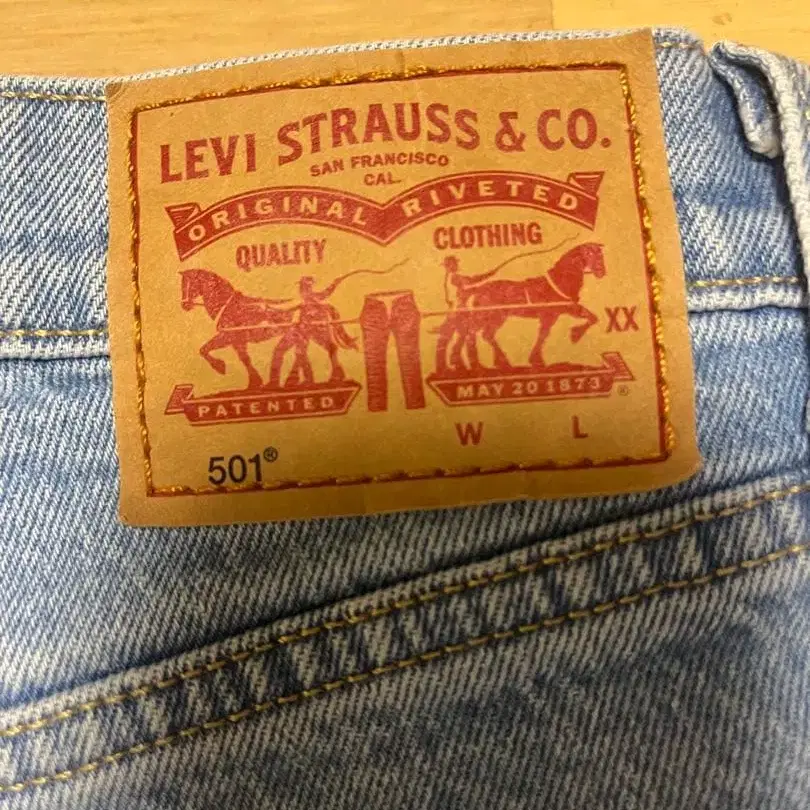 LEVI STRAUSS & CO.
SAN FRANCISCO
CAL.
ORIGINAL RIVETED
QUALITY CLOTHING
XX
PATENTED MAY 20 1873 ®
W L
501®